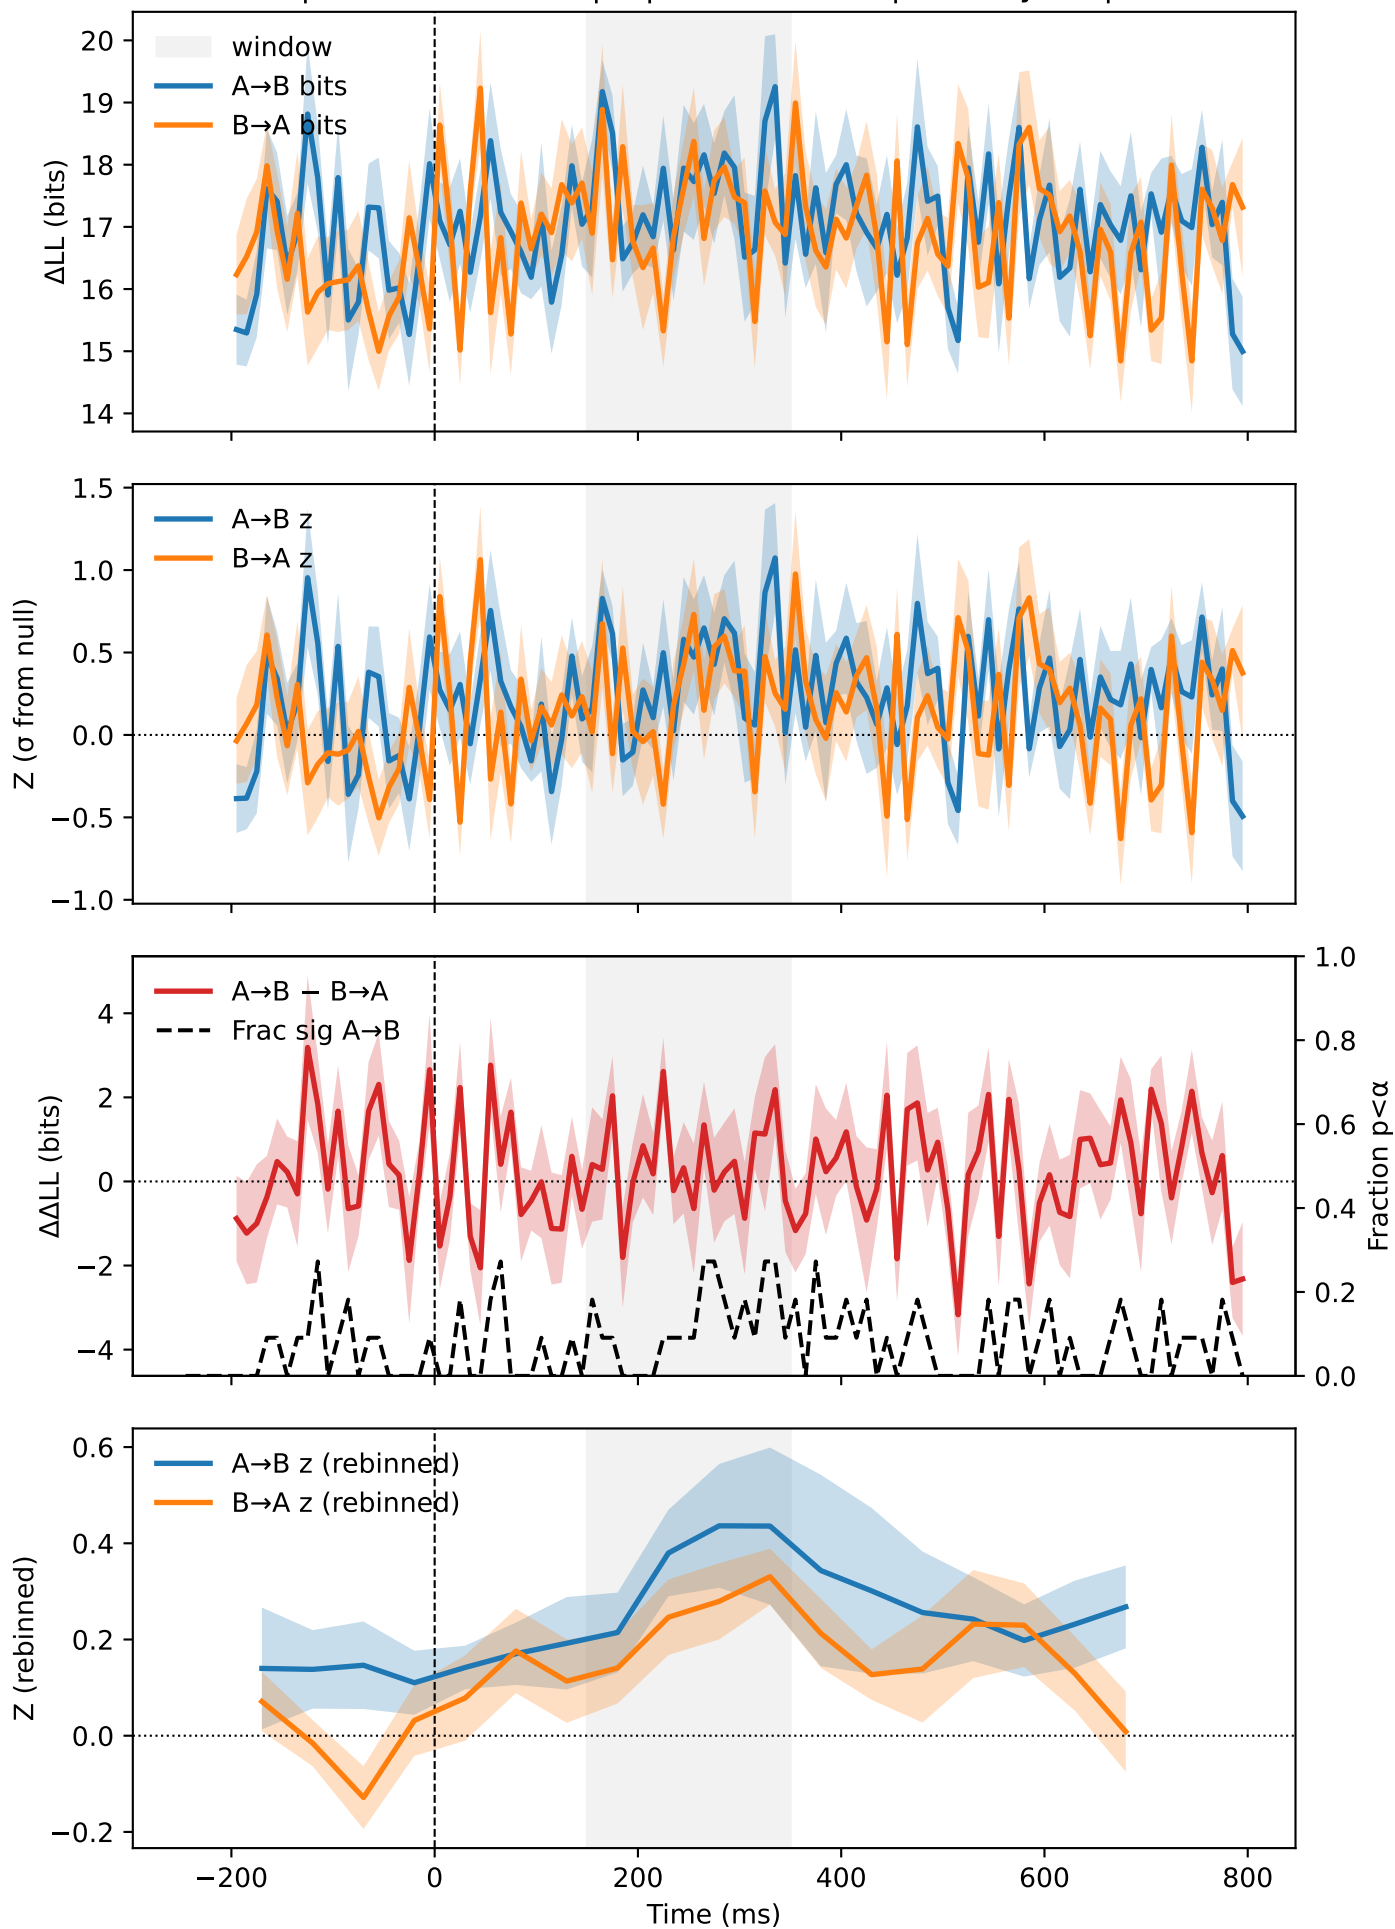 20
19
18
17
16
15
14
ΔLL (bits)
window
A→B bits
B→A bits
1.5
1.0
0.5
0.0
−0.5
−1.0
Z (σ from null)
A→B z
B→A z
4
2
0
−2
−4
ΔΔLL (bits)
A→B − B→A
Frac sig A→B
1.0
0.8
0.6
0.4
0.2
0.0
Fraction p<α
0.6
0.4
0.2
0.0
−0.2
Z (rebinned)
A→B z (rebinned)
B→A z (rebinned)
−200
0
200
400
600
800
Time (ms)